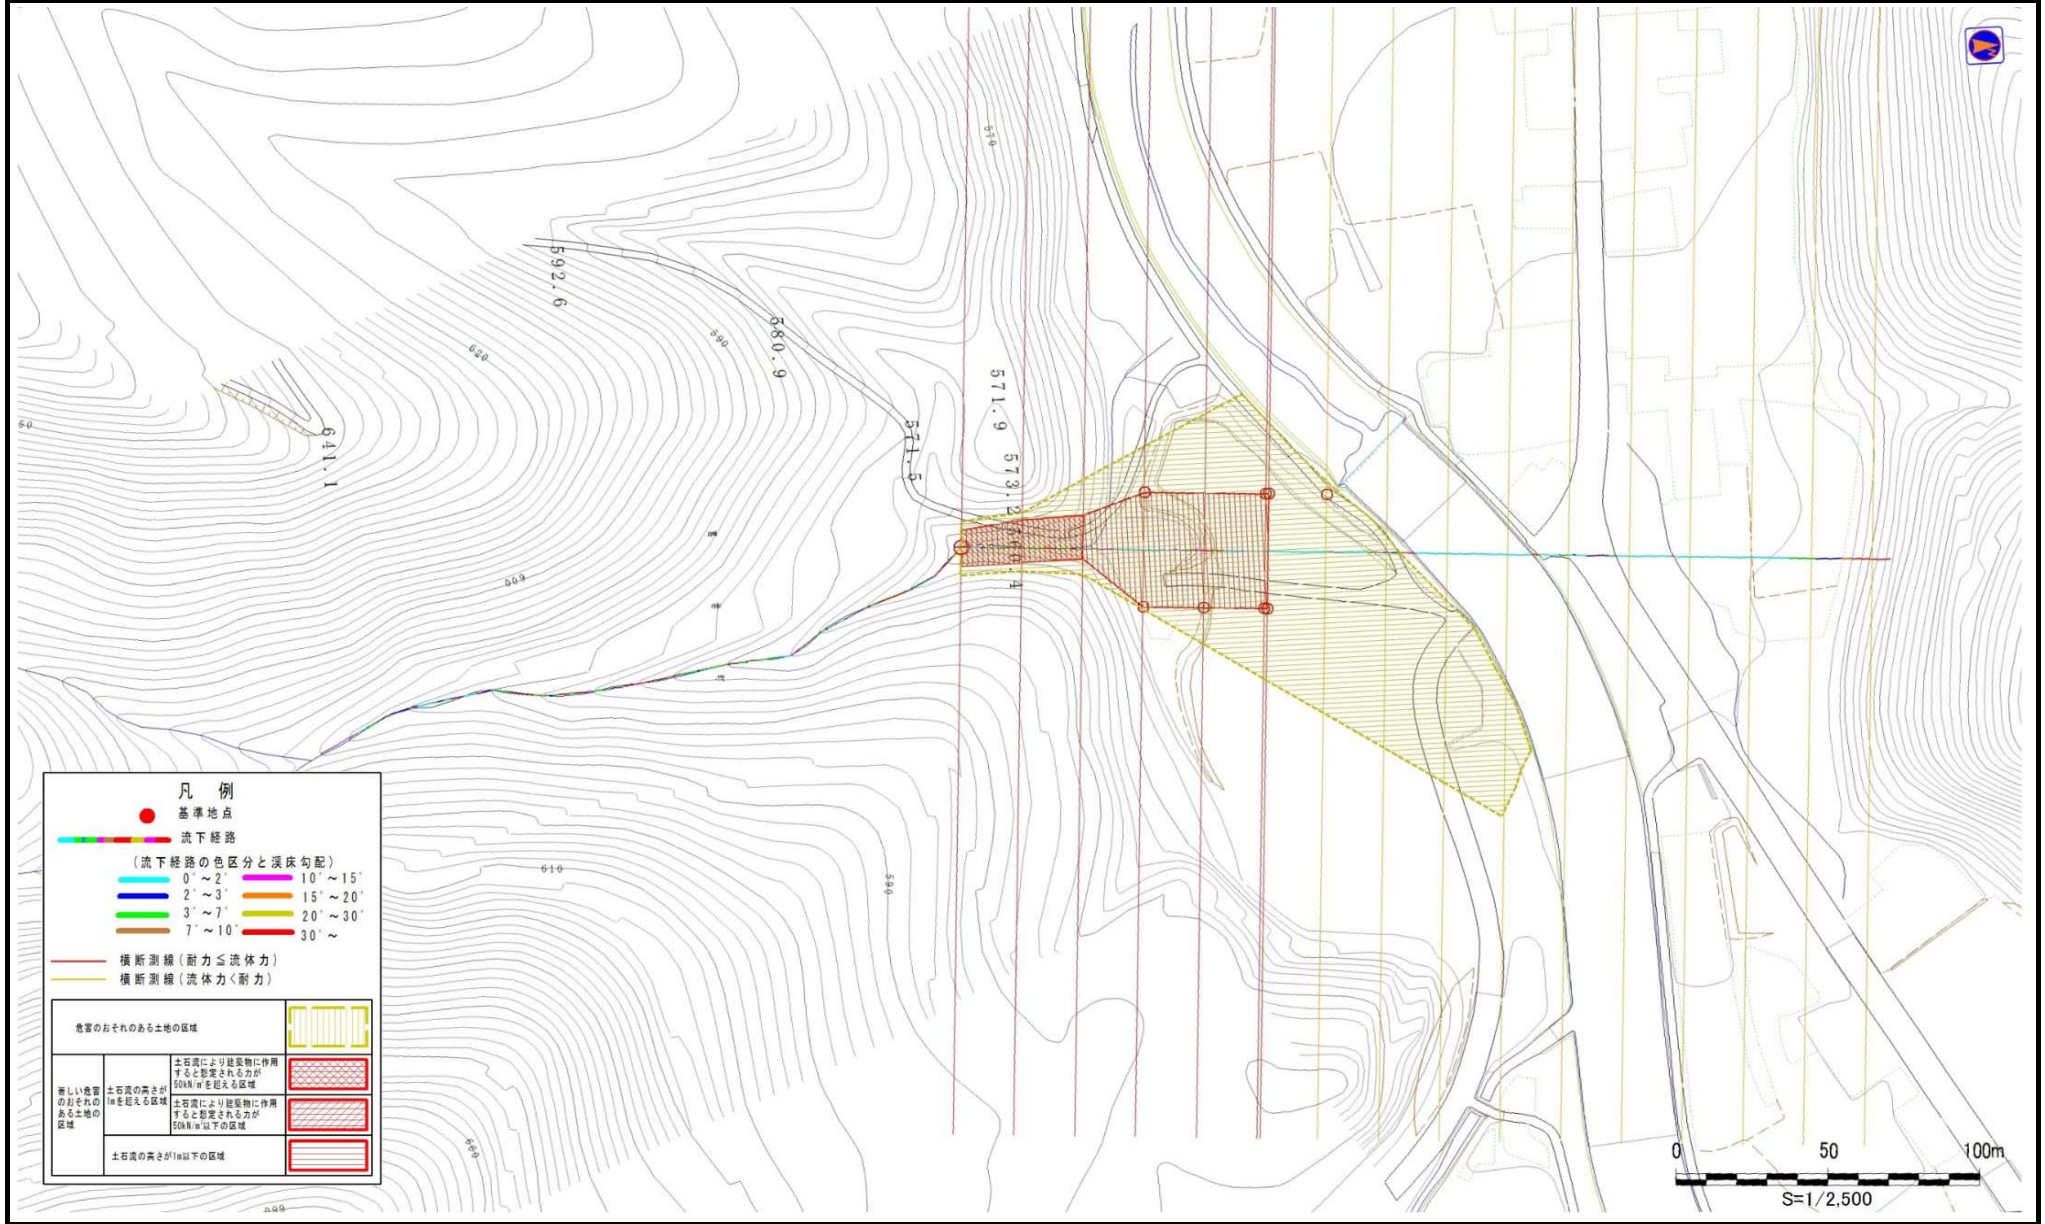 570
592.6
580.9
590
620
571.9
60
641.1
571.5
600
610
590
凡 例
基準地点
流下経路
(流下経路の色区分と渓床勾配)
0°~2° 10°~15°
2°~3° 15°~20°
3°~7° 20°~30°
7°~10° 30°~
横断測線(耐力≦流体力)
横断測線(流体力<耐力)
危害のおそれのある土地の区域
著しい危害のおそれのある土地の区域
土石流の高さが1mを超える区域
土石流により建築物に作用すると想定される力が50kN/㎡を超える区域
土石流により建築物に作用すると想定される力が50kN/㎡以下の区域
土石流の高さが1m以下の区域
0 50 100m
S=1/2,500